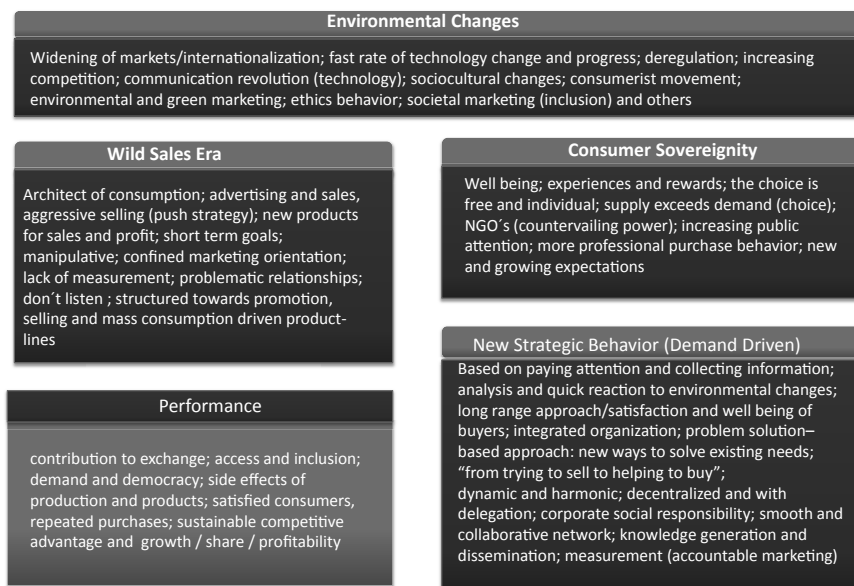 Environmental Changes
Widening of markets/internationalization; fast rate of technology change and progress; deregulation; increasing
competition; communication revolution (technology); sociocultural changes; consumerist movement;
environmental and green marketing; ethics behavior; societal marketing (inclusion) and others
Wild Sales Era
Architect of consumption; advertising and sales,
aggressive selling (push strategy); new products
for sales and profit; short term goals;
manipulative; confined marketing orientation;
lack of measurement; problematic relationships;
don´t listen ; structured towards promotion,
selling and mass consumption driven product-
lines
Consumer Sovereignity
Well being; experiences and rewards; the choice is
free and individual; supply exceeds demand (choice);
NGO´s (countervailing power); increasing public
attention; more professional purchase behavior; new
and growing expectations
Performance
contribution to exchange; access and inclusion;
demand and democracy; side effects of
production and products; satisfied consumers,
repeated purchases; sustainable competitive
advantage and growth / share / profitability
New Strategic Behavior (Demand Driven)
Based on paying attention and collecting information;
analysis and quick reaction to environmental changes;
long range approach/satisfaction and well being of
buyers; integrated organization; problem solution–
based approach: new ways to solve existing needs;
“from trying to sell to helping to buy”;
dynamic and harmonic; decentralized and with
delegation; corporate social responsibility; smooth and
collaborative network; knowledge generation and
dissemination; measurement (accountable marketing)